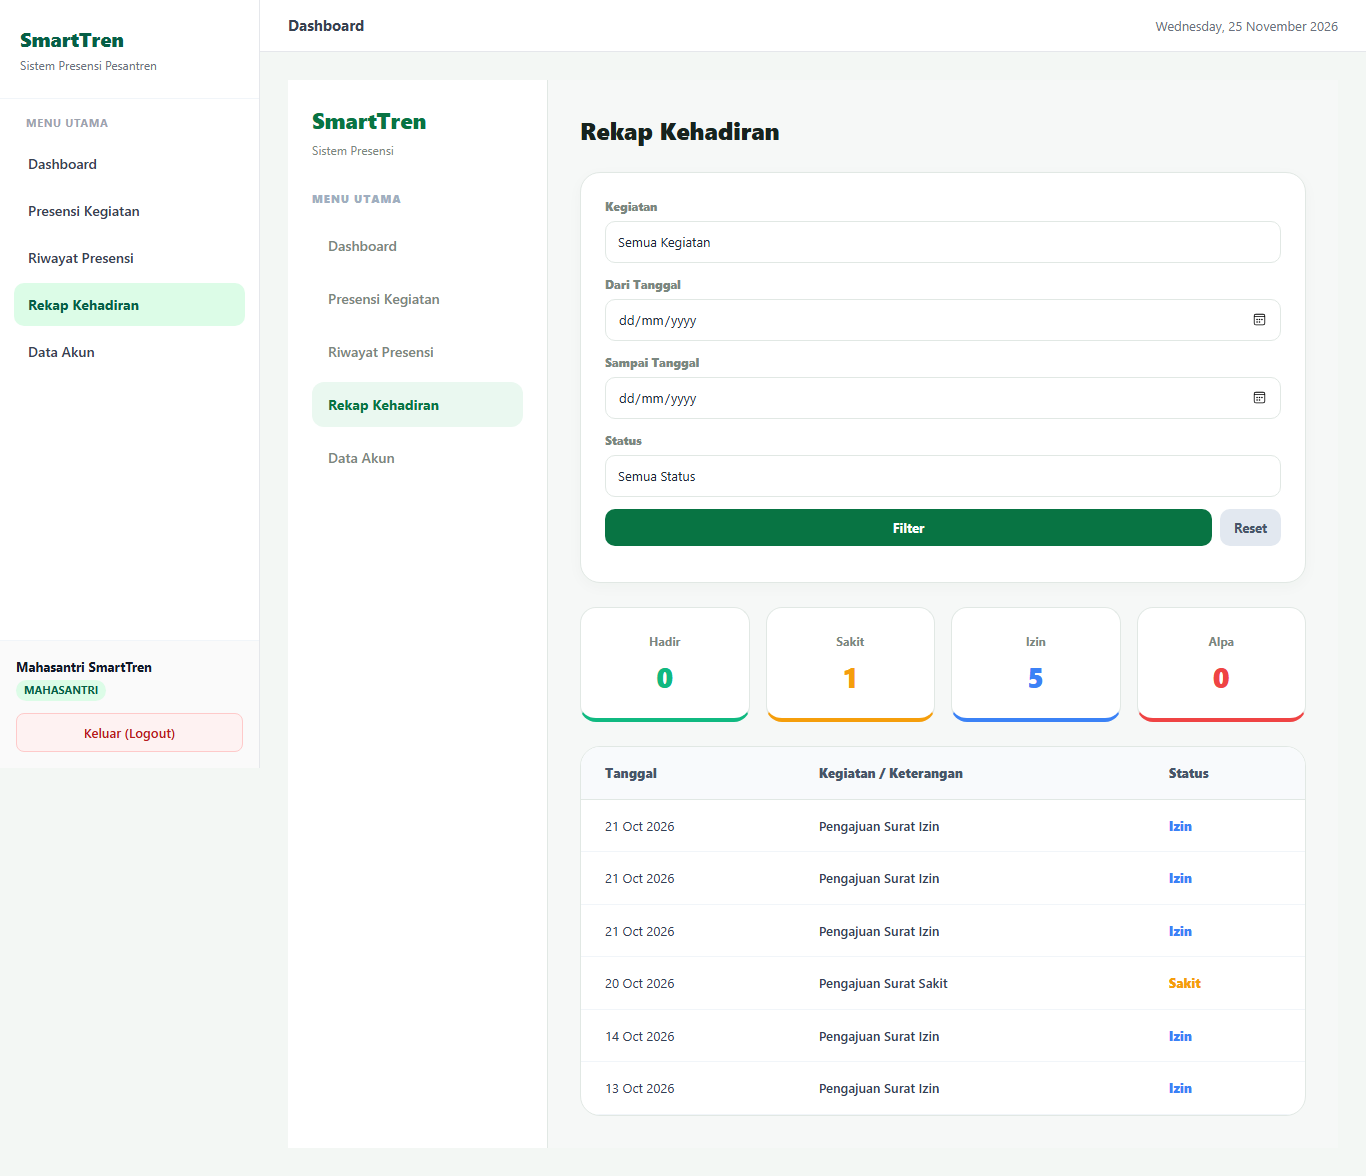 SmartTren
Sistem Presensi Pesantren
MENU UTAMA
Dashboard
Presensi Kegiatan
Riwayat Presensi
Rekap Kehadiran
Data Akun
Mahasantri SmartTren
MAHASANTRI
Keluar (Logout)
Dashboard
Wednesday, 25 November 2026
SmartTren
Sistem Presensi
MENU UTAMA
Dashboard
Presensi Kegiatan
Riwayat Presensi
Rekap Kehadiran
Data Akun
Rekap Kehadiran
Kegiatan
Semua Kegiatan
Dari Tanggal
dd/mm/yyyy
Sampai Tanggal
dd/mm/yyyy
Status
Semua Status
Filter Reset
Hadir Sakit Izin Alpa
0 1 5 0
Tanggal Kegiatan / Keterangan Status
21 Oct 2026 Pengajuan Surat Izin Izin
21 Oct 2026 Pengajuan Surat Izin Izin
21 Oct 2026 Pengajuan Surat Izin Izin
20 Oct 2026 Pengajuan Surat Sakit Sakit
14 Oct 2026 Pengajuan Surat Izin Izin
13 Oct 2026 Pengajuan Surat Izin Izin